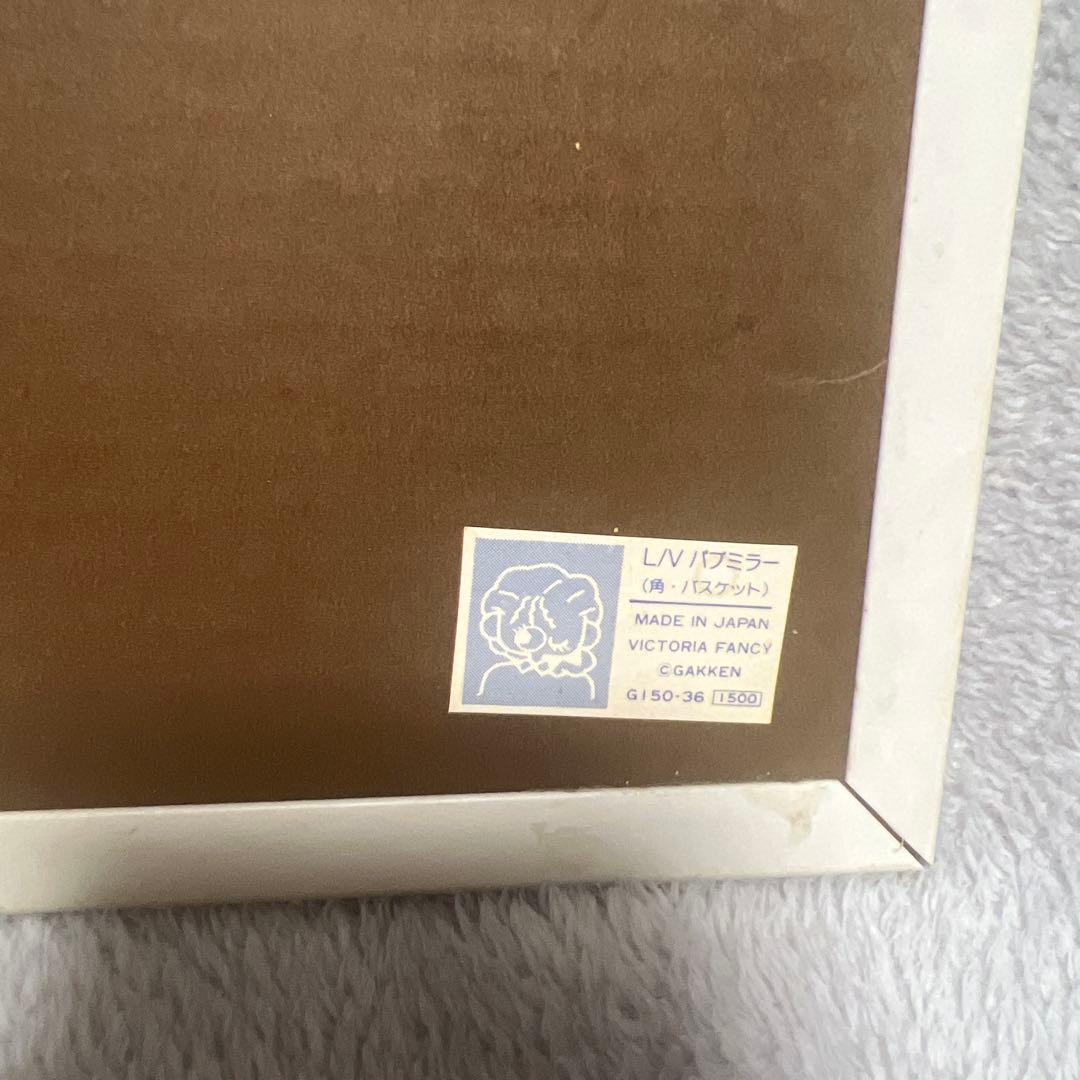 L/V パブミラー
(角・バスケット)
MADE IN JAPAN
VICTORIA FANCY
©GAKKEN
G150-36 1500